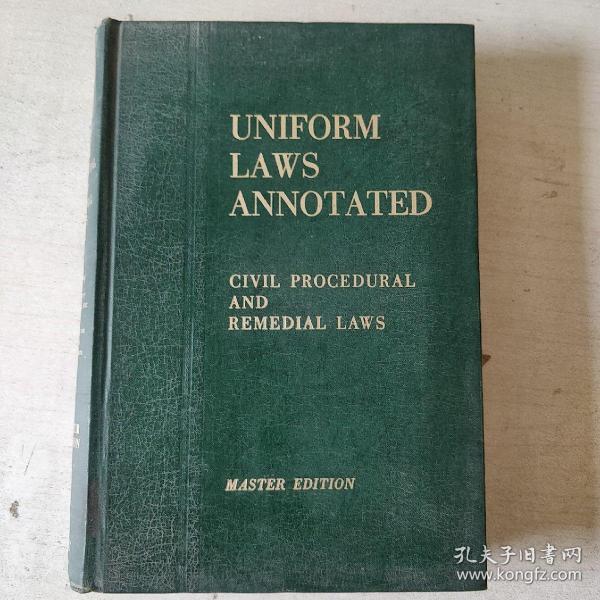 UNIFORM
LAWS
ANNOTATED
CIVIL PROCEDURAL
AND
REMEDIAL LAWS
MASTER EDITION
孔夫子旧书网
www.kongfz.com